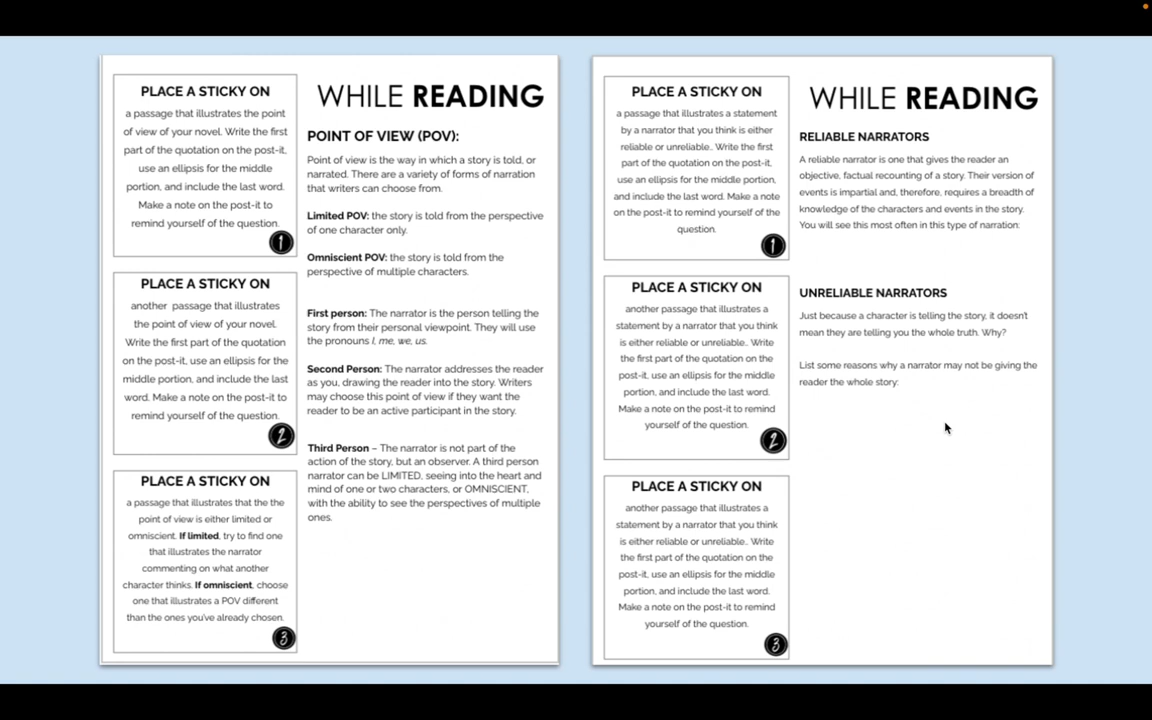 PLACE A STICKY ON
a passage that illustrates the point
of view of your novel. Write the first
part of the quotation on the post-it,
use an ellipsis for the middle
portion, and include the last word.
Make a note on the post-it to
remind yourself of the question.
1
PLACE A STICKY ON
another passage that illustrates
the point of view of your novel.
Write the first part of the quotation
on the post-it, use an ellipsis for the
middle portion, and include the last
word. Make a note on the post-it to
remind yourself of the question.
2
PLACE A STICKY ON
a passage that illustrates that the the
point of view is either limited or
omniscient. If limited, try to find one
that illustrates the narrator
commenting on what another
character thinks. If omniscient, choose
one that illustrates a POV different
than the ones you've already chosen.
3
WHILE READING
POINT OF VIEW (POV):
Point of view is the way in which a story is told, or
narrated. There are a variety of forms of narration
that writers can choose from.
Limited POV: the story is told from the perspective
of one character only.
Omniscient POV: the story is told from the
perspective of multiple characters.
First person: The narrator is the person telling the
story from their personal viewpoint. They will use
the pronouns I, me, we, us.
Second Person: The narrator addresses the reader
as you, drawing the reader into the story. Writers
may choose this point of view if they want the
reader to be an active participant in the story.
Third Person – The narrator is not part of the
action of the story, but an observer. A third person
narrator can be LIMITED, seeing into the heart and
mind of one or two characters, or OMNISCIENT,
with the ability to see the perspectives of multiple
ones.
PLACE A STICKY ON
a passage that illustrates a statement
by a narrator that you think is either
reliable or unreliable.. Write the first
part of the quotation on the post-it,
use an ellipsis for the middle portion,
and include the last word. Make a note
on the post-it to remind yourself of the
question.
1
PLACE A STICKY ON
another passage that illustrates a
statement by a narrator that you think
is either reliable or unreliable.. Write
the first part of the quotation on the
post-it, use an ellipsis for the middle
portion, and include the last word.
Make a note on the post-it to remind
yourself of the question.
2
PLACE A STICKY ON
another passage that illustrates a
statement by a narrator that you think
is either reliable or unreliable.. Write
the first part of the quotation on the
post-it, use an ellipsis for the middle
portion, and include the last word.
Make a note on the post-it to remind
yourself of the question.
3
WHILE READING
RELIABLE NARRATORS
A reliable narrator is one that gives the reader an
objective, factual recounting of a story. Their version of
events is impartial and, therefore, requires a breadth of
knowledge of the characters and events in the story.
You will see this most often in this type of narration:
UNRELIABLE NARRATORS
Just because a character is telling the story, it doesn't
mean they are telling you the whole truth. Why?
List some reasons why a narrator may not be giving the
reader the whole story: